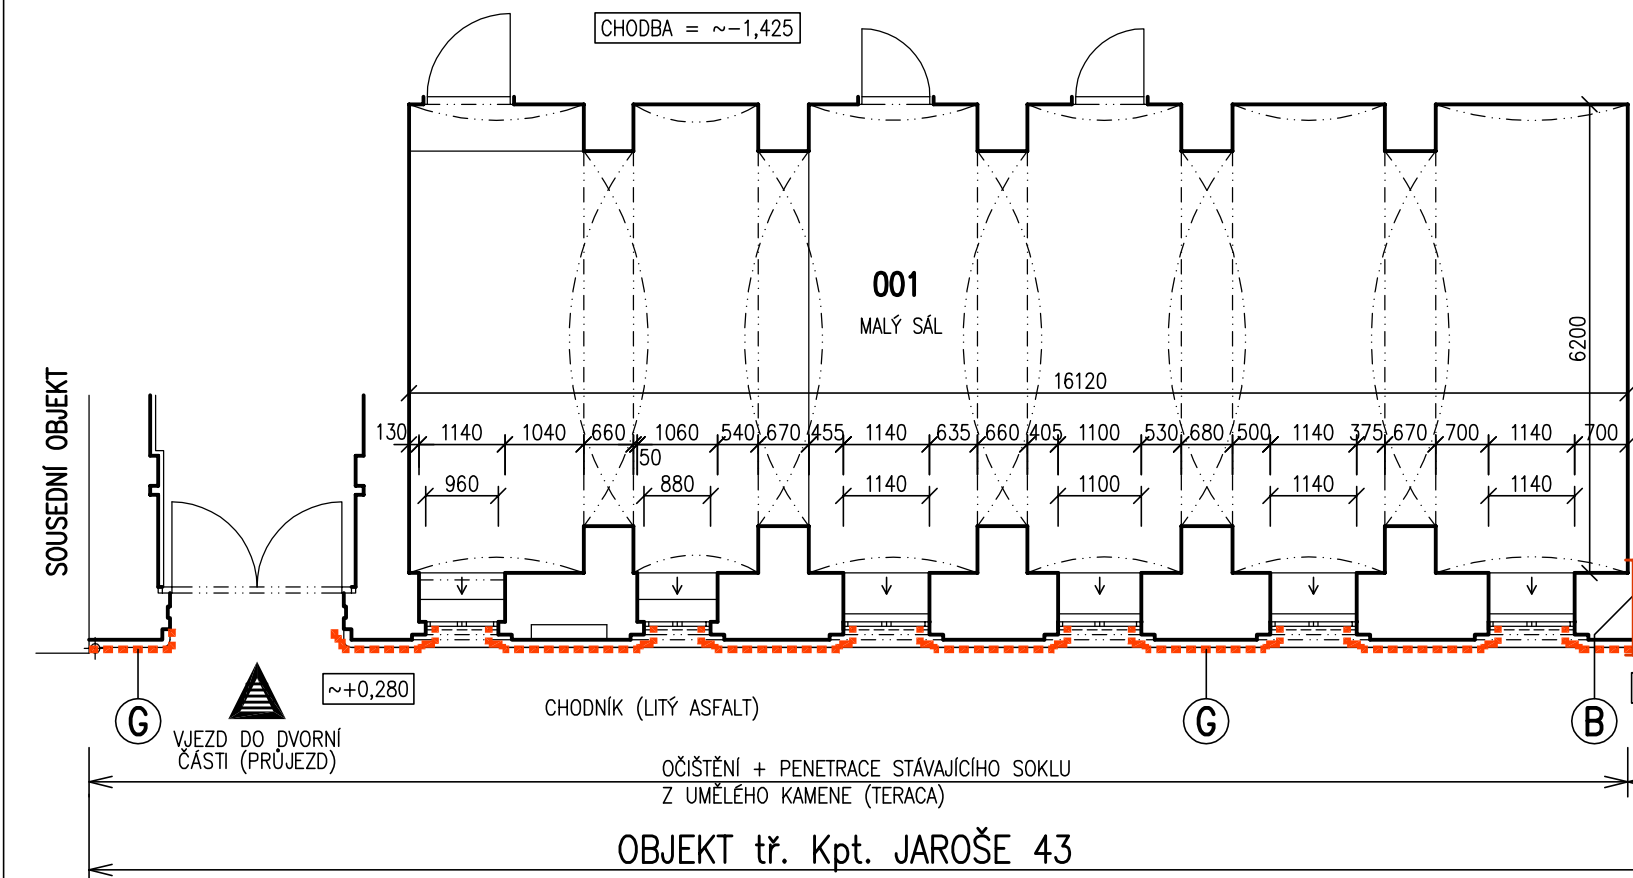 CHODBA = ~-1,425
001
MALÝ SÁL
6200
16120
130 1140 1040 660 1060 540 670 455 1140 635 660 405 1100 530 680 500 1140 375 670 700 1140 700
50
960 880 1140 1100 1140 1140
SOUSEDNÍ OBJEKT
~+0,280
CHODNÍK (LITÝ ASFALT)
G G B
VJEZD DO DVORNÍ
ČÁSTI (PRŮJEZD)
OČIŠTĚNÍ + PENETRACE STÁVAJÍCÍHO SOKLU
Z UMĚLÉHO KAMENE (TERACA)
OBJEKT tř. Kpt. JAROŠE 43